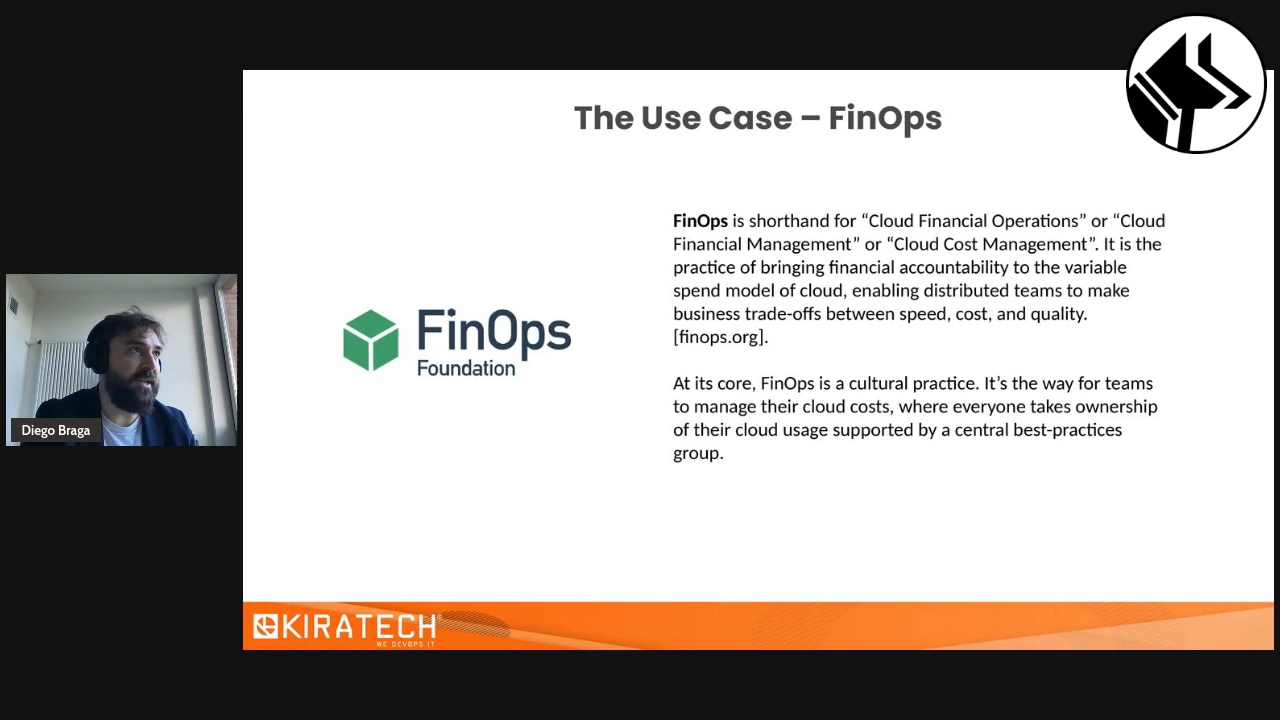 The Use Case – FinOps
FinOps is shorthand for “Cloud Financial Operations” or “Cloud
Financial Management” or “Cloud Cost Management”. It is the
practice of bringing financial accountability to the variable
spend model of cloud, enabling distributed teams to make
business trade-offs between speed, cost, and quality.
[finops.org].
At its core, FinOps is a cultural practice. It’s the way for teams
to manage their cloud costs, where everyone takes ownership
of their cloud usage supported by a central best-practices
group.
FinOps
Foundation
Diego Braga
KIRATECH
WE DEVOPS IT